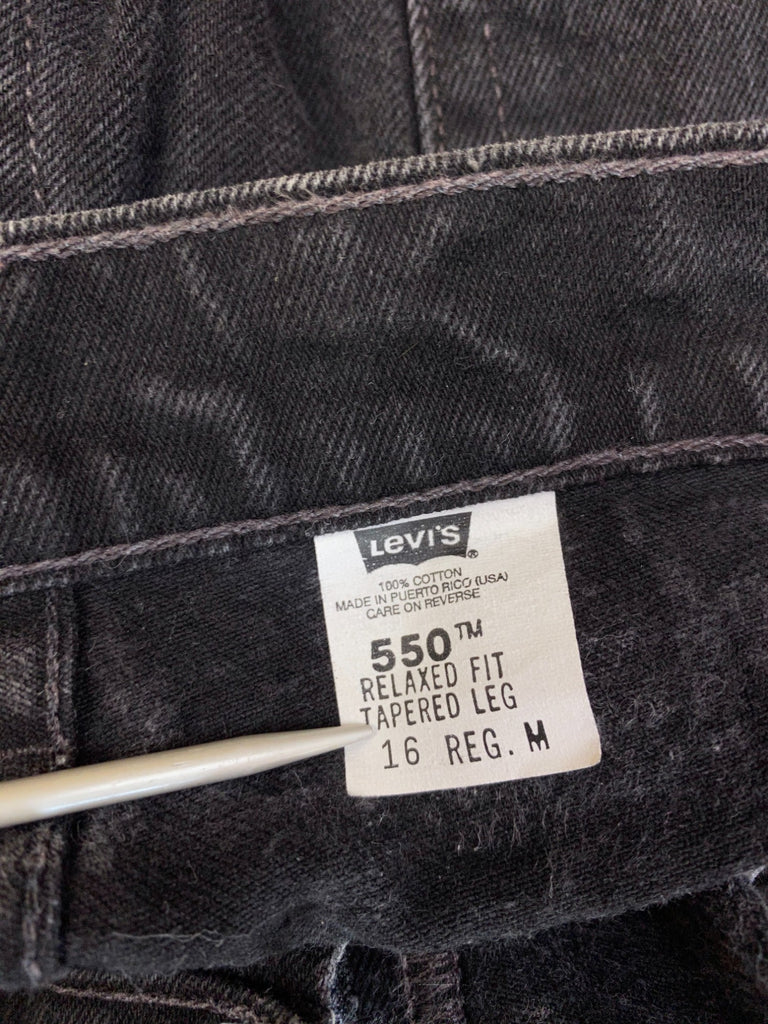 Levi's®
100% COTTON
MADE IN PUERTO RICO (USA)
CARE ON REVERSE
550™
RELAXED FIT
TAPERED LEG
16 REG. M